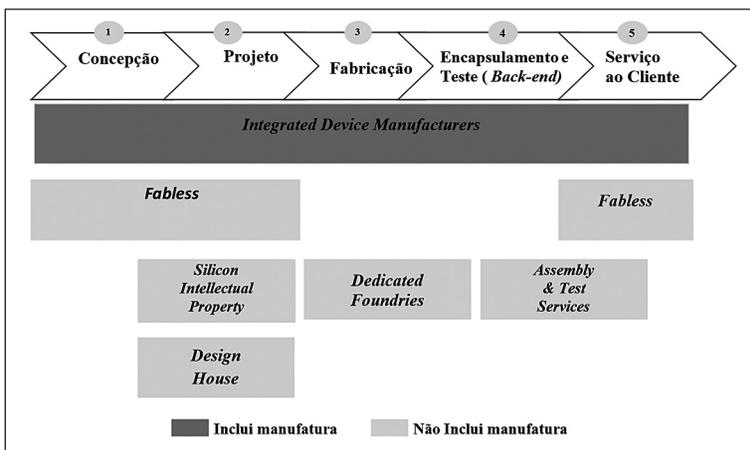 1
2
3
4
5
Concepção
Projeto
Fabricação
Encapsulamento e
Teste ( Back-end)
Serviço
ao Cliente
Integrated Device Manufacturers
Fabless
Fabless
Silicon
Intellectual
Property
Dedicated
Foundries
Assembly
& Test
Services
Design
House
Inclui manufatura
Não Inclui manufatura